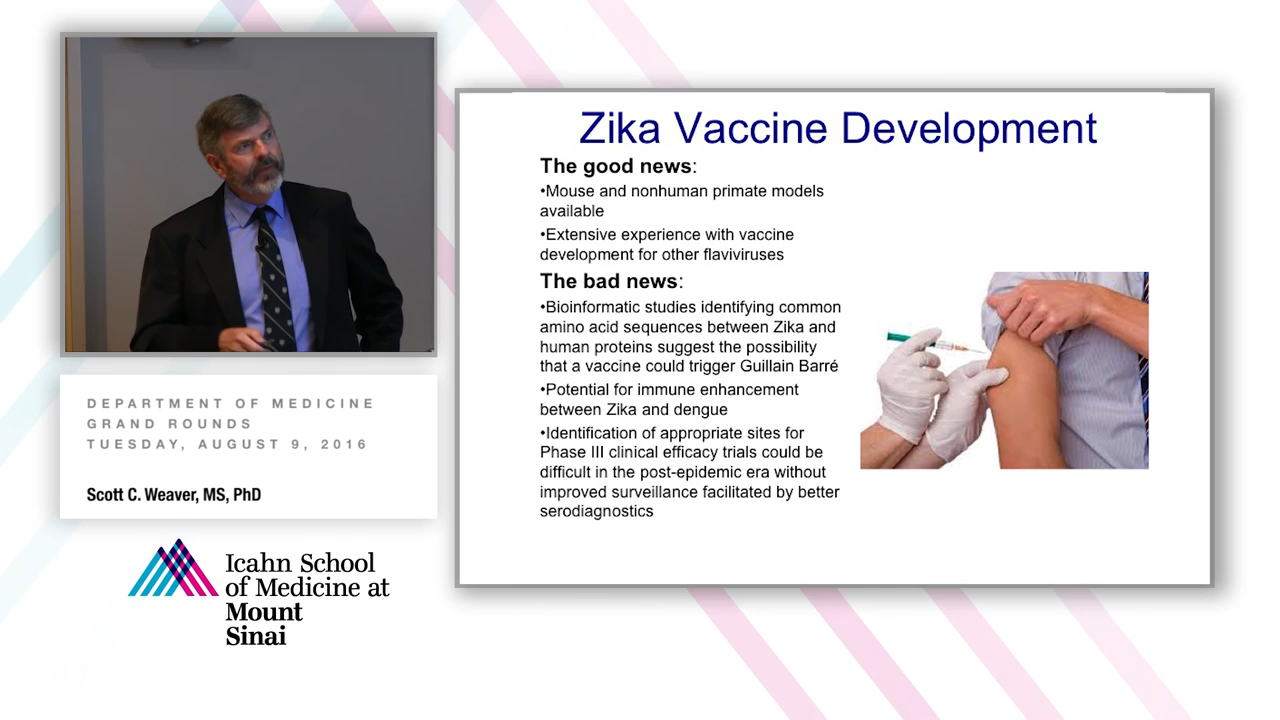 DEPARTMENT OF MEDICINE
GRAND ROUNDS
TUESDAY, AUGUST 9, 2016
Scott C. Weaver, MS, PhD
Icahn School
of Medicine at
Mount
Sinai
Zika Vaccine Development
The good news:
•Mouse and nonhuman primate models
available
•Extensive experience with vaccine
development for other flaviviruses
The bad news:
•Bioinformatic studies identifying common
amino acid sequences between Zika and
human proteins suggest the possibility
that a vaccine could trigger Guillain Barré
•Potential for immune enhancement
between Zika and dengue
•Identification of appropriate sites for
Phase III clinical efficacy trials could be
difficult in the post-epidemic era without
improved surveillance facilitated by better
serodiagnostics